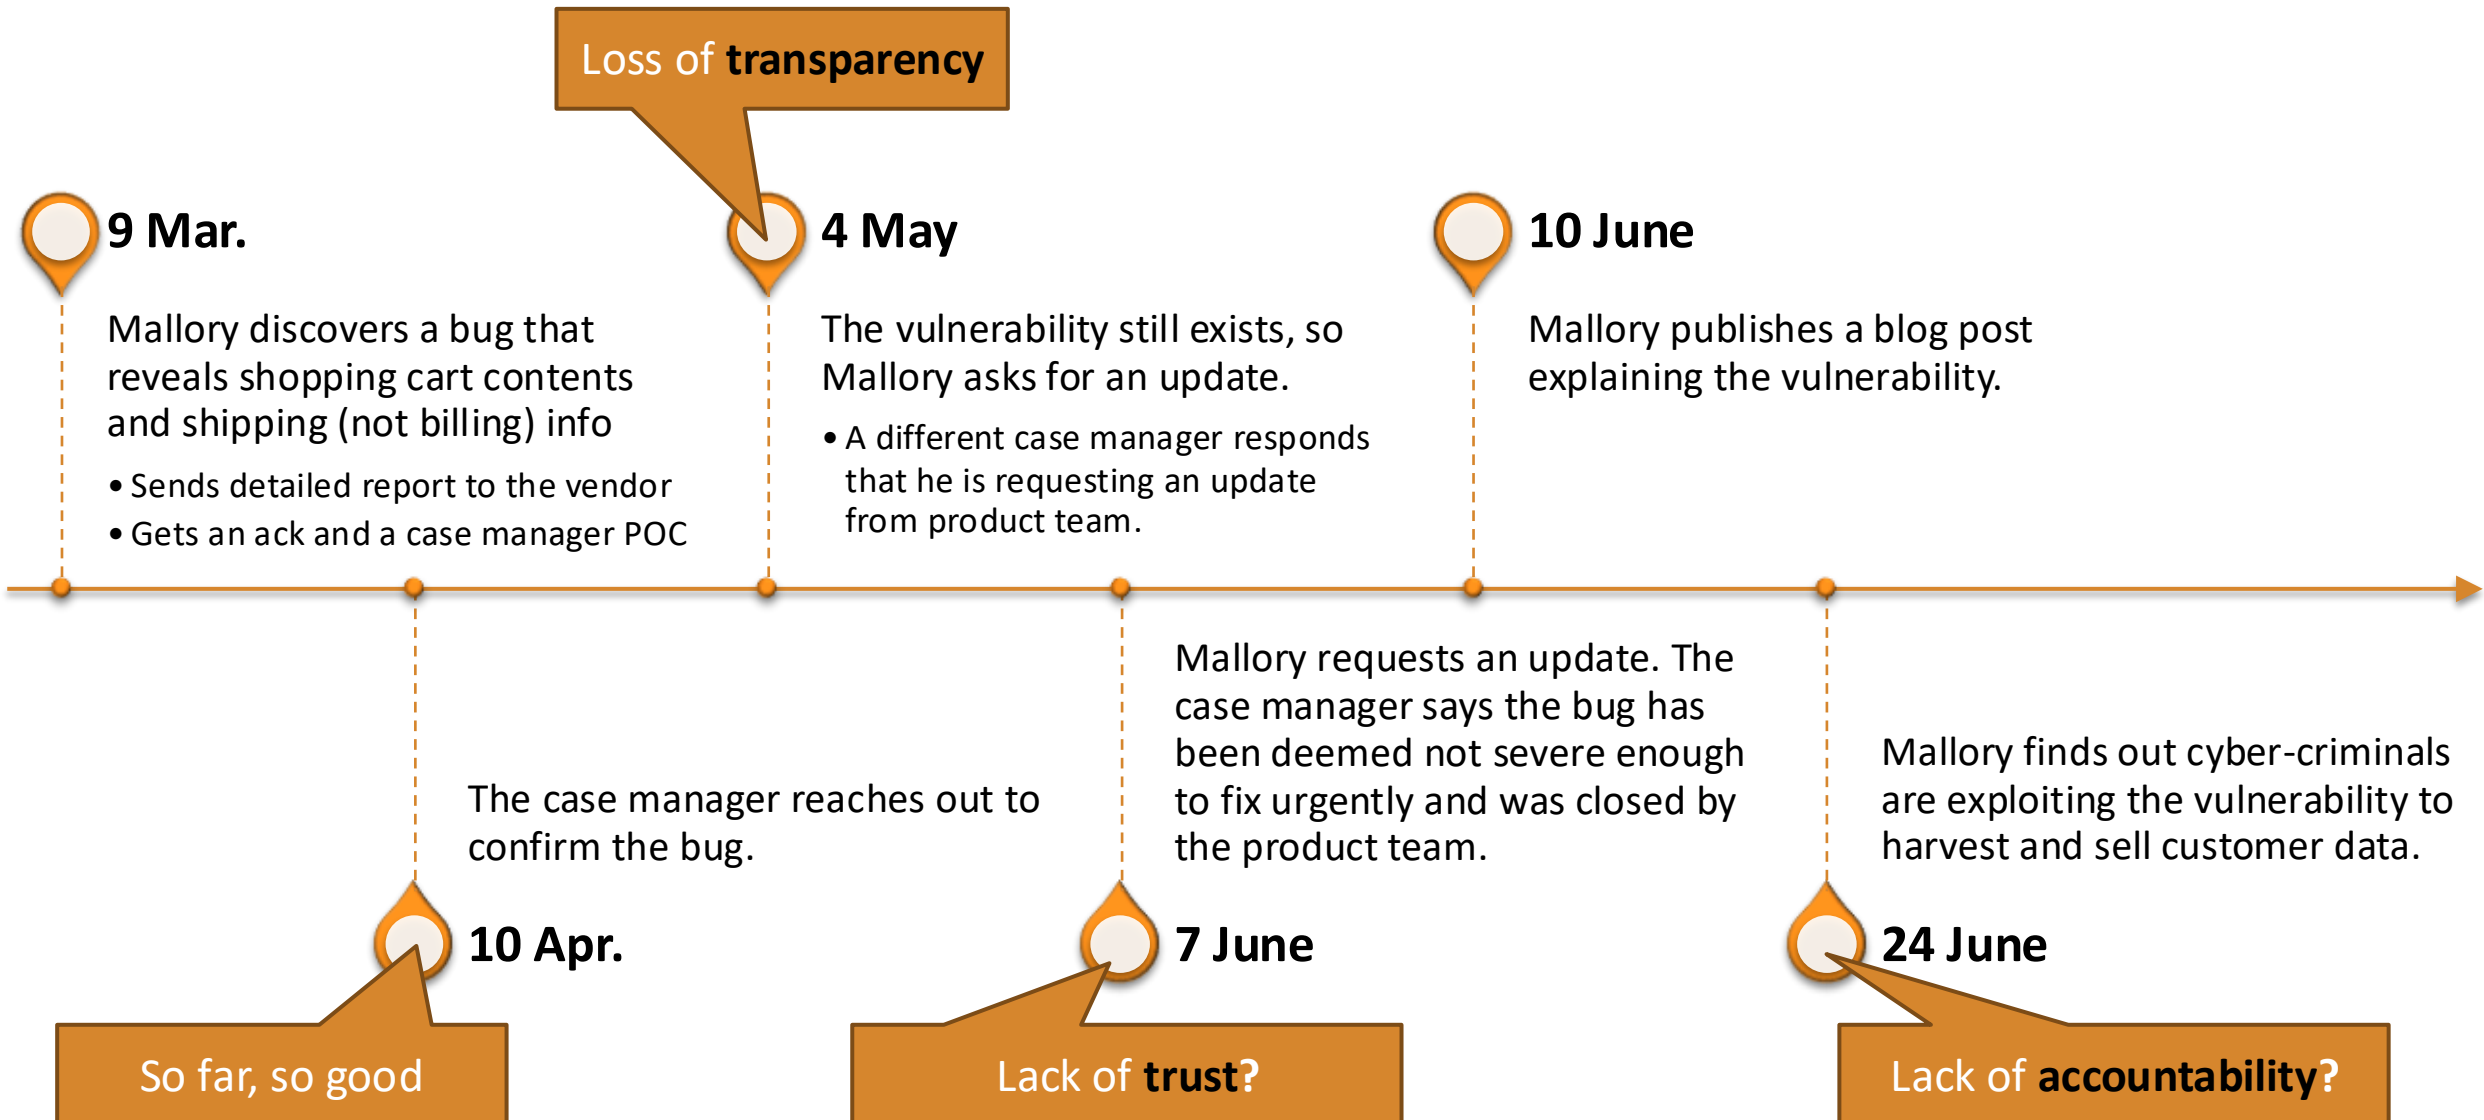 Loss of transparency
9 Mar.
Mallory discovers a bug that
reveals shopping cart contents
and shipping (not billing) info
• Sends detailed report to the vendor
• Gets an ack and a case manager POC
4 May
The vulnerability still exists, so
Mallory asks for an update.
• A different case manager responds
that he is requesting an update
from product team.
10 June
Mallory publishes a blog post
explaining the vulnerability.
The case manager reaches out to
confirm the bug.
10 Apr.
So far, so good
Mallory requests an update. The
case manager says the bug has
been deemed not severe enough
to fix urgently and was closed by
the product team.
7 June
Lack of trust?
Mallory finds out cyber-criminals
are exploiting the vulnerability to
harvest and sell customer data.
24 June
Lack of accountability?